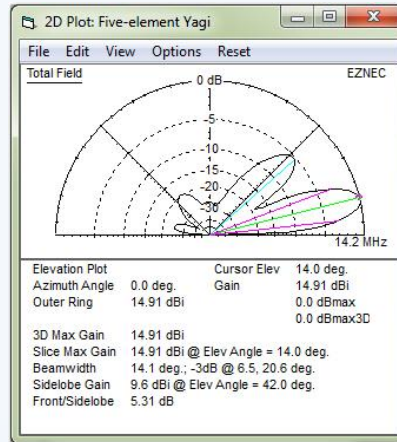 2D Plot: Five-element Yagi
File Edit View Options Reset
Total Field
0 dB
EZNEC
-5
-10
-15
-20
-30
14.2 MHz
Elevation Plot Cursor Elev 14.0 deg.
Azimuth Angle 0.0 deg. Gain 14.91 dBi
Outer Ring 14.91 dBi 0.0 dBmax
0.0 dBmax3D
3D Max Gain 14.91 dBi
Slice Max Gain 14.91 dBi @ Elev Angle = 14.0 deg.
Beamwidth 14.1 deg.; -3dB @ 6.5, 20.6 deg.
Sidelobe Gain 9.6 dBi @ Elev Angle = 42.0 deg.
Front/Sidelobe 5.31 dB